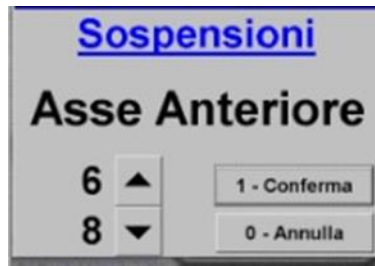 Sospensioni
Asse Anteriore
6 ▲ 1 - Conferma
8 ▼ 0 - Annulla